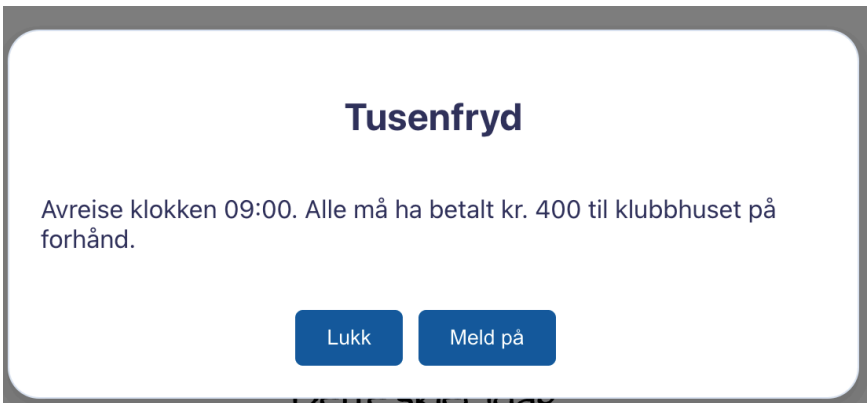 Tusenfryd
Avreise klokken 09:00. Alle må ha betalt kr. 400 til klubbhuset på
forhånd.
Lukk
Meld på